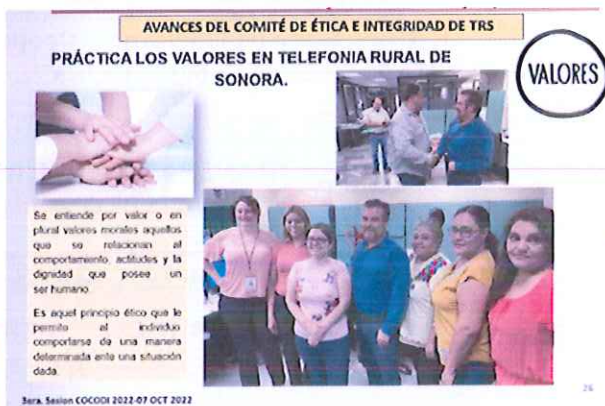 AVANCES DEL COMITÉ DE ÉTICA E INTEGRIDAD DE TRS
PRÁCTICA LOS VALORES EN TELEFONIA RURAL DE
SONORA.
VALORES
Se entiende por valor o en
plural valores morales aquellos
que se relacionan al
comportamiento, actitudes y la
dignidad que posee un
ser humano.
Es aquel principio ético que le
permite al individuo
comportarse de una manera
determinada ante una situación
dada.
3era. Sesion COCODI 2022-07 OCT 2022
26